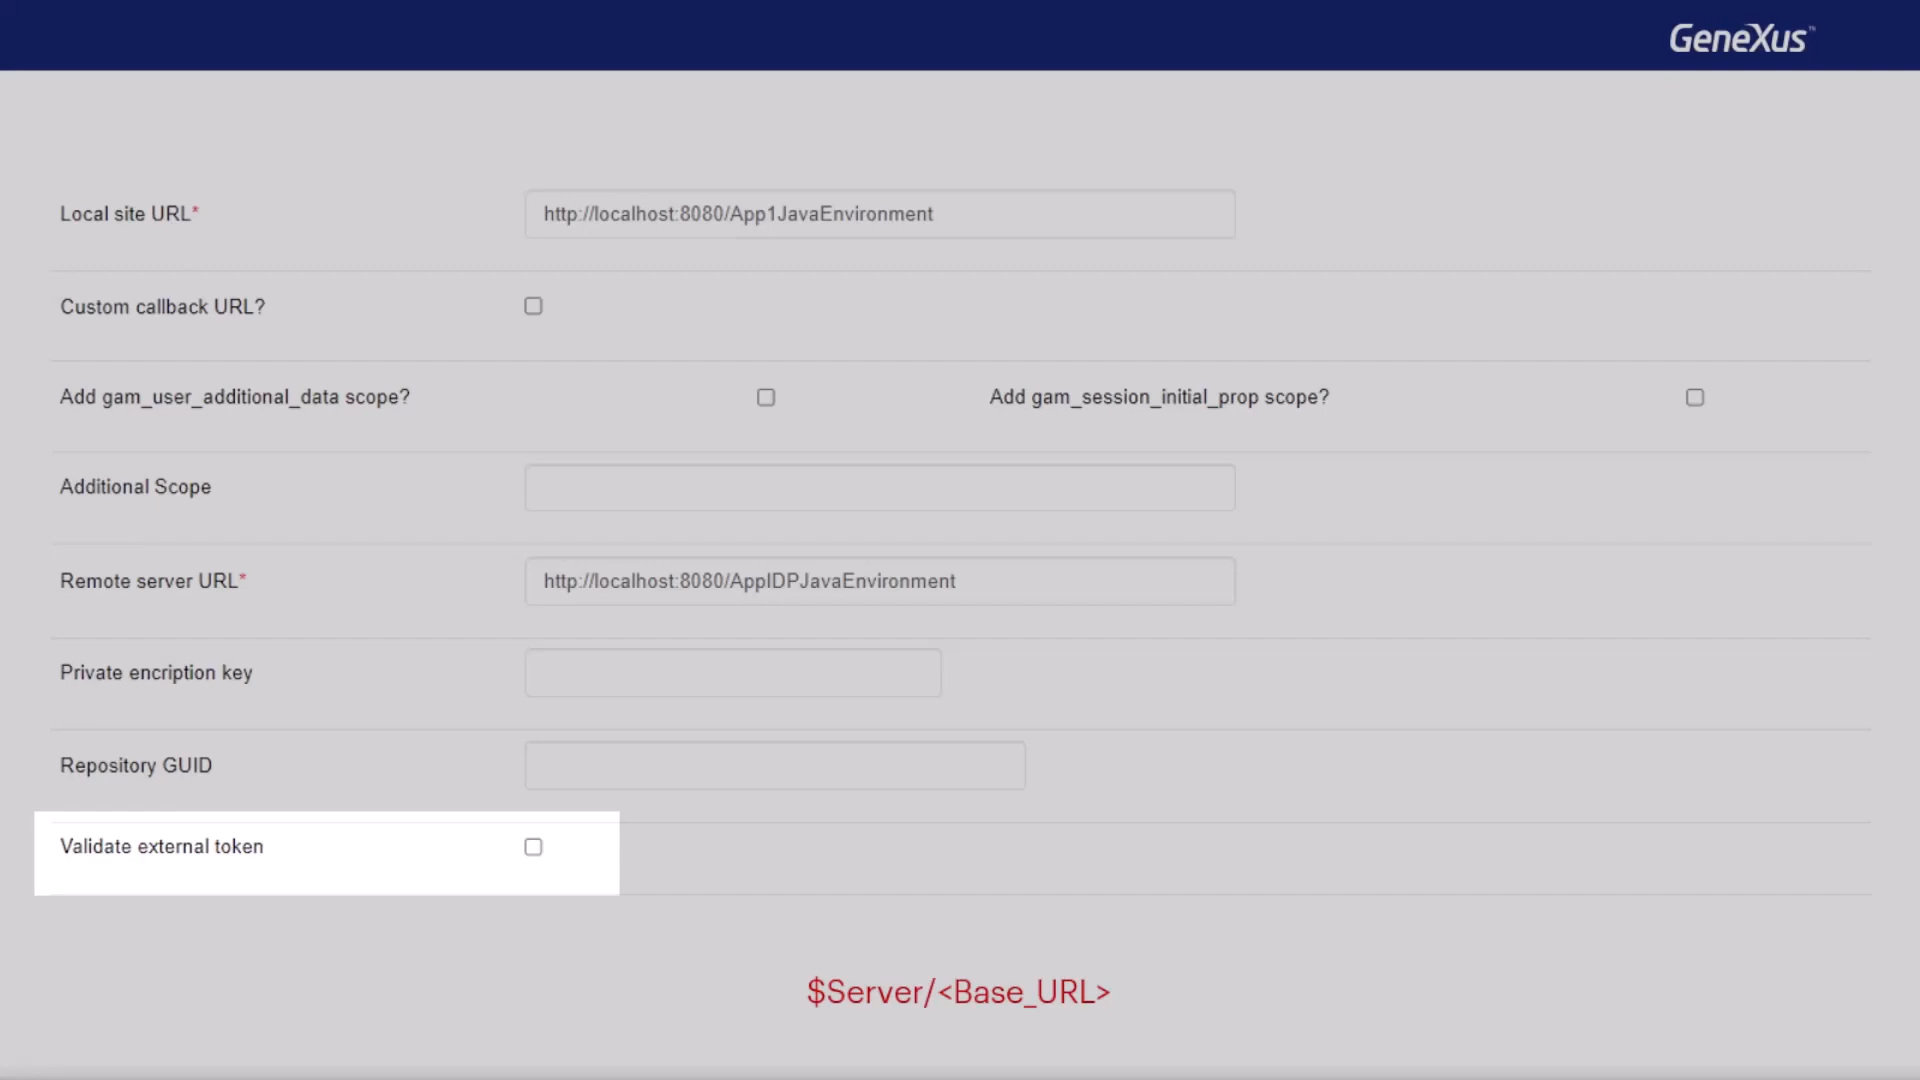 GeneXus™
Local site URL*
http://localhost:8080/App1JavaEnvironment
Custom callback URL?
Add gam_user_additional_data scope?
Add gam_session_initial_prop scope?
Additional Scope
Remote server URL*
http://localhost:8080/AppIDPJavaEnvironment
Private encription key
Repository GUID
Validate external token
$Server/<Base_URL>